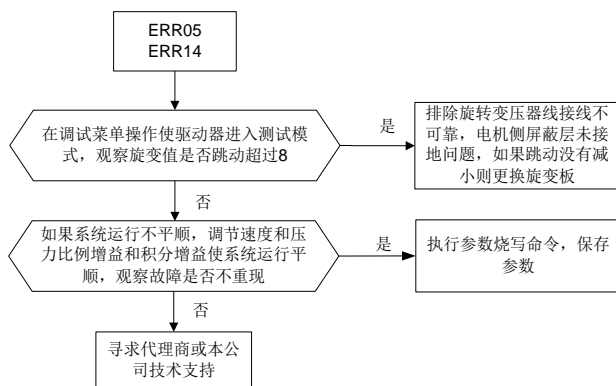 ERR05
ERR14
在调试菜单操作使驱动器进入测试模
式，观察旋变值是否跳动超过8
是
排除旋转变压器线接线不
可靠，电机侧屏蔽层未接
地问题，如果跳动没有减
小则更换旋变板
否
如果系统运行不平顺，调节速度和压
力比例增益和积分增益使系统运行平
顺，观察故障是否不重现
是
执行参数烧写命令，保存
参数
否
寻求代理商或本公
司技术支持